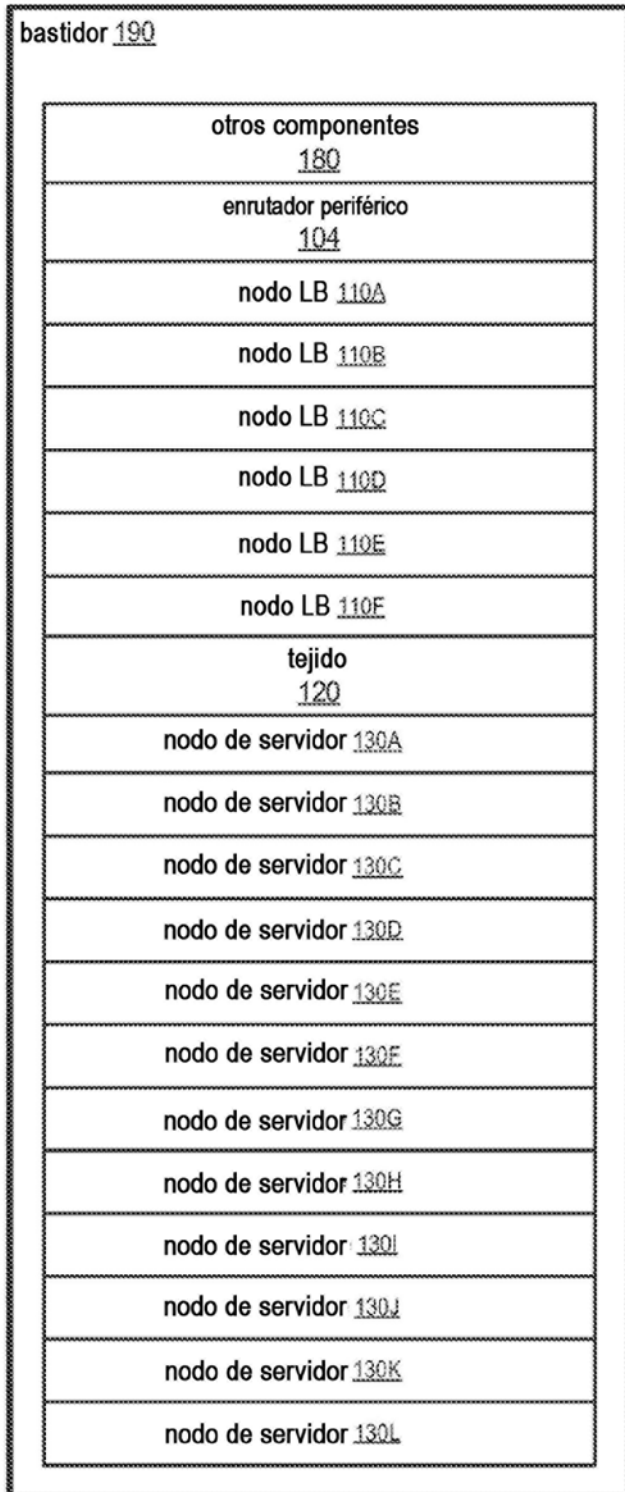 bastidor 190
otros componentes
180
enrutador periférico
104
nodo LB 110A
nodo LB 110B
nodo LB 110C
nodo LB 110D
nodo LB 110E
nodo LB 110F
tejido
120
nodo de servidor 130A
nodo de servidor 130B
nodo de servidor 130C
nodo de servidor 130D
nodo de servidor 130E
nodo de servidor 130F
nodo de servidor 130G
nodo de servidor 130H
nodo de servidor 130I
nodo de servidor 130J
nodo de servidor 130K
nodo de servidor 130L